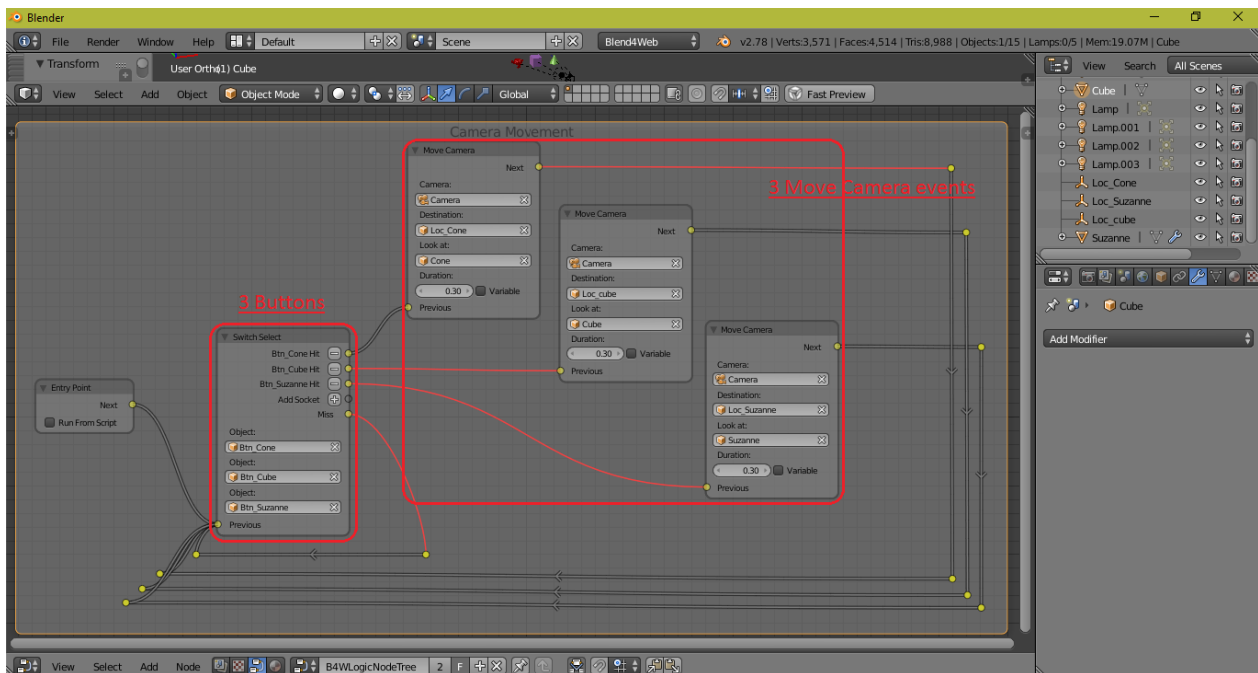 Blender
File Render Window Help Default Scene Blend4Web v2.78 | Verts:3,571 | Faces:4,514 | Tris:8,988 | Objects:1/15 | Lamps:0/5 | Mem:19.07M | Cube
Transform
User Ortho
(1) Cube
View Select Add Object Object Mode Global Fast Preview
View Search All Scenes
Cube
Lamp
Lamp.001
Lamp.002
Lamp.003
Loc_Cone
Loc_Suzanne
Loc_cube
Suzanne
Cube
Add Modifier
Camera Movement
3 Move Camera events
3 Buttons
Entry Point
Next
Run From Script
Switch Select
Btn_Cone Hit
Btn_Cube Hit
Btn_Suzanne Hit
Add Socket
Miss
Object:
Btn_Cone
Object:
Btn_Cube
Object:
Btn_Suzanne
Previous
Move Camera
Next
Camera:
Camera
Destination:
Loc_Cone
Look at:
Cone
Duration:
0.30 Variable
Previous
Move Camera
Next
Camera:
Camera
Destination:
Loc_cube
Look at:
Cube
Duration:
0.30 Variable
Previous
Move Camera
Next
Camera:
Camera
Destination:
Loc_Suzanne
Look at:
Suzanne
Duration:
0.30 Variable
Previous
View Select Add Node B4WLogicNodeTree 2 F